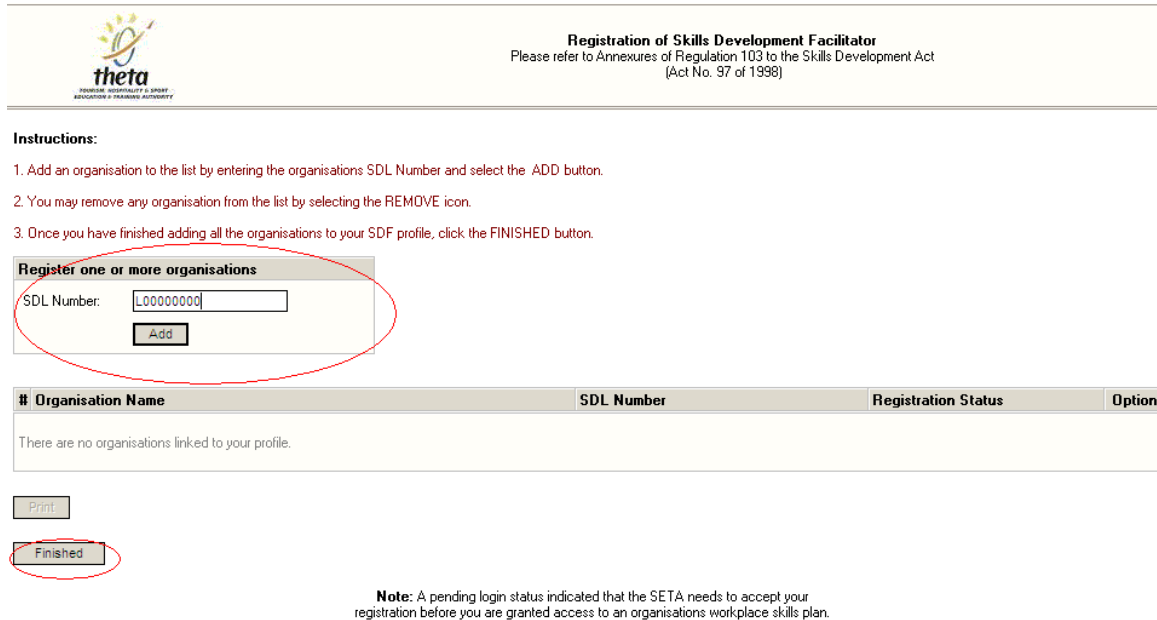 theta
TOURISM, HOSPITALITY & SPORT
EDUCATION & TRAINING AUTHORITY
Registration of Skills Development Facilitator
Please refer to Annexures of Regulation 103 to the Skills Development Act
(Act No. 97 of 1998)
Instructions:
1. Add an organisation to the list by entering the organisations SDL Number and select the ADD button.
2. You may remove any organisation from the list by selecting the REMOVE icon.
3. Once you have finished adding all the organisations to your SDF profile, click the FINISHED button.
Register one or more organisations
SDL Number: L00000000
Add
# Organisation Name SDL Number Registration Status Option
There are no organisations linked to your profile.
Print
Finished
Note: A pending login status indicated that the SETA needs to accept your
registration before you are granted access to an organisations workplace skills plan.